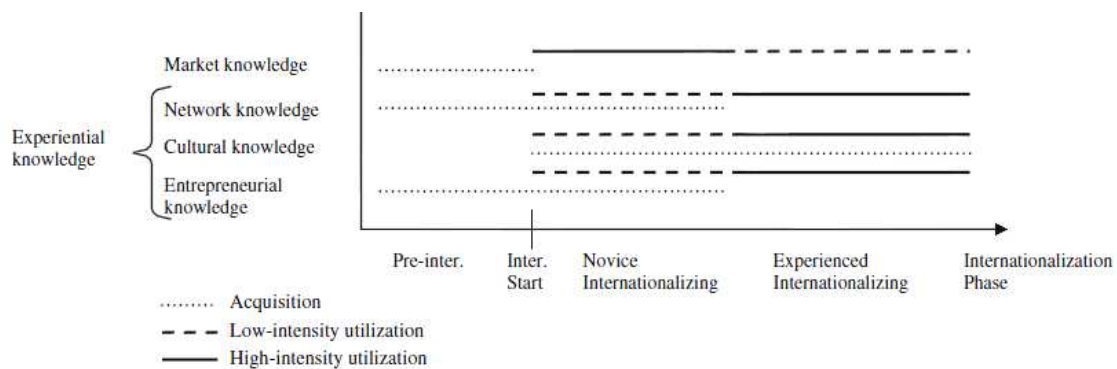 Market knowledge
Network knowledge
Experiential
knowledge
Cultural knowledge
Entrepreneurial
knowledge
Pre-inter.
Inter.
Start
Novice
Internationalizing
Experienced
Internationalizing
Internationalization
Phase
Acquisition
Low-intensity utilization
High-intensity utilization